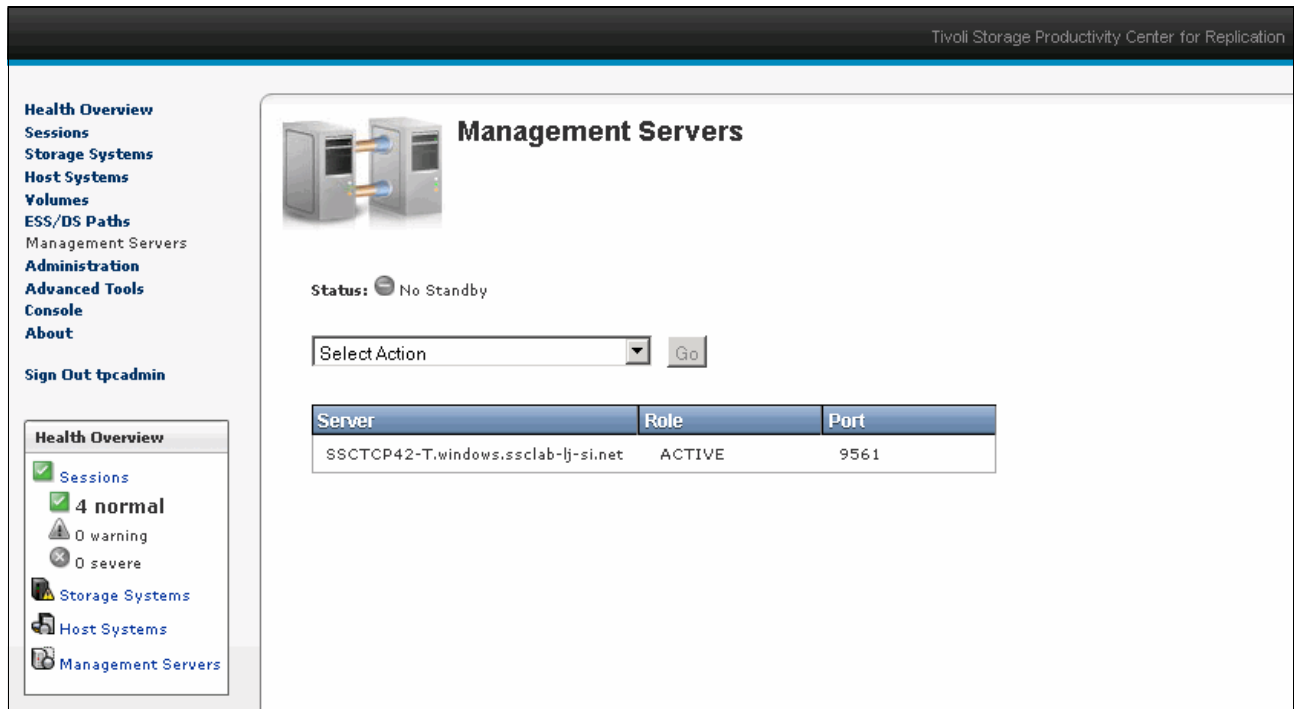 Tivoli Storage Productivity Center for Replication
Health Overview
Sessions
Storage Systems
Host Systems
Volumes
ESS/DS Paths
Management Servers
Administration
Advanced Tools
Console
About
Sign Out tpcadmin
Health Overview
Sessions
4 normal
0 warning
0 severe
Storage Systems
Host Systems
Management Servers
Management Servers
Status: No Standby
Select Action Go
Server Role Port
SSCTCP42-T.windows.ssclab-lj-si.net ACTIVE 9561